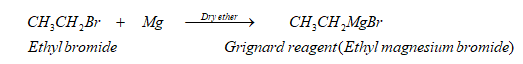 CH₃CH₂Br + Mg Dry ether → CH₃CH₂MgBr
Ethyl bromide Grignard reagent (Ethyl magnesium bromide)